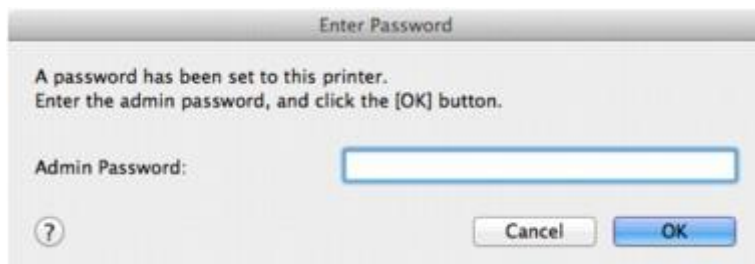 Enter Password
A password has been set to this printer.
Enter the admin password, and click the [OK] button.
Admin Password:
? Cancel OK